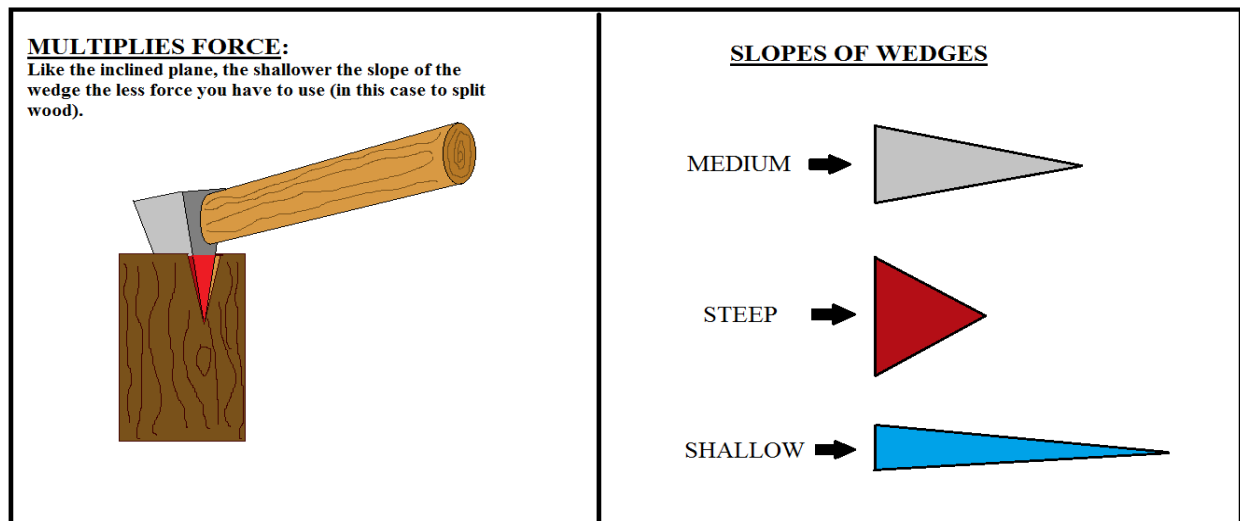 MULTIPLIES FORCE:
Like the inclined plane, the shallower the slope of the
wedge the less force you have to use (in this case to split
wood).
SLOPES OF WEDGES
MEDIUM
STEEP
SHALLOW